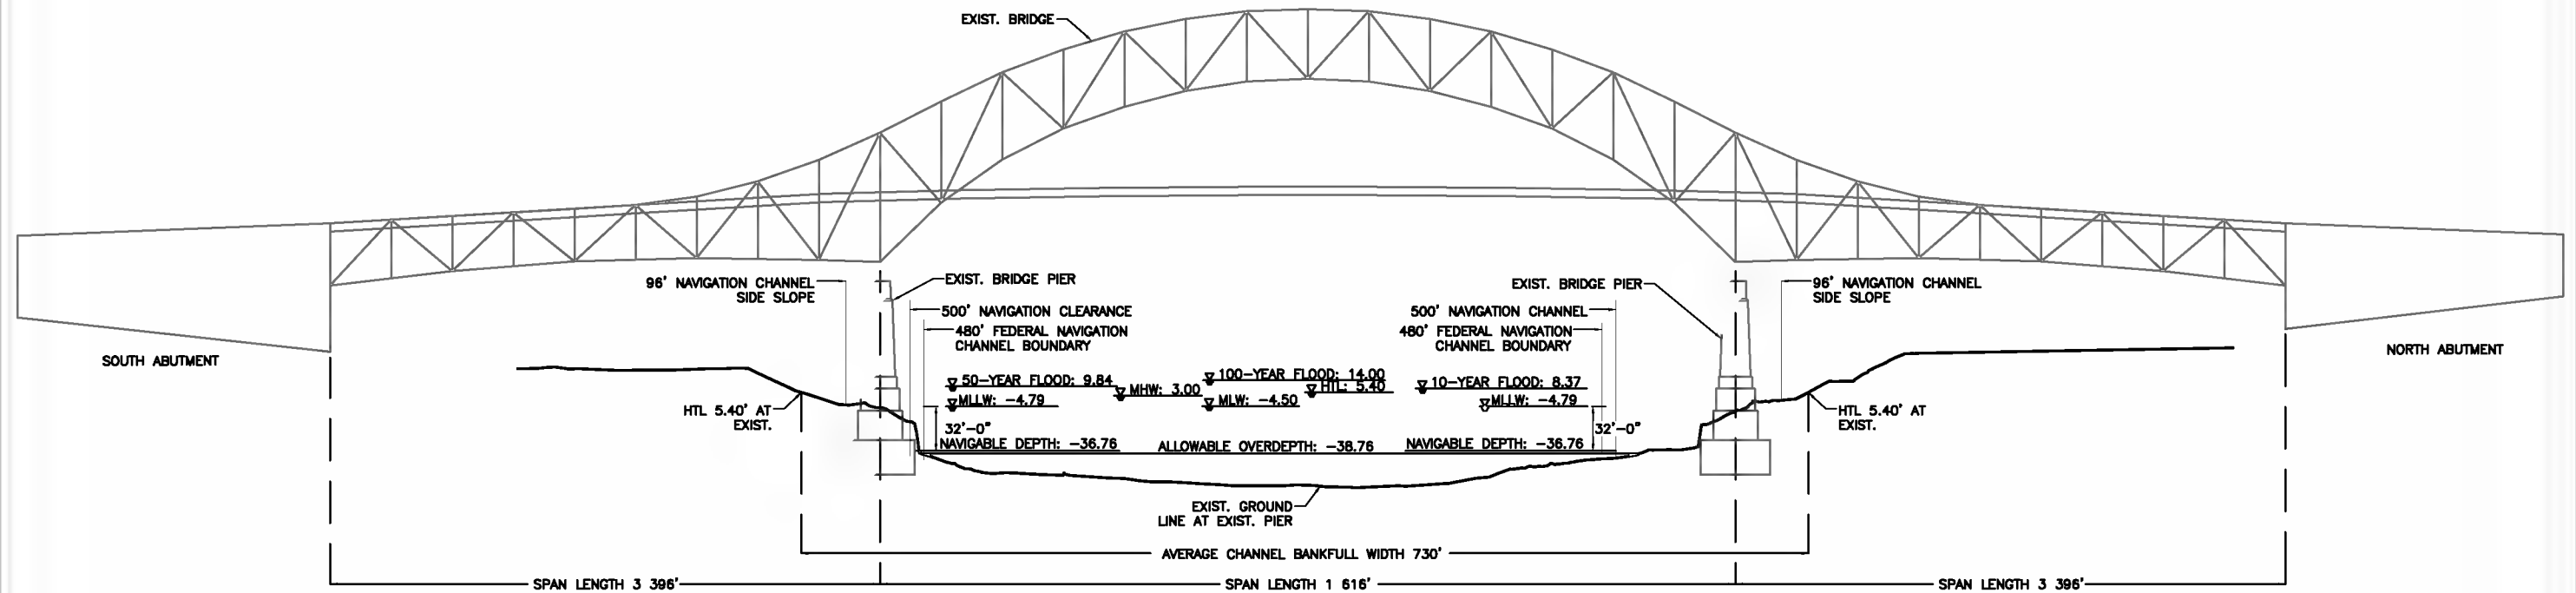 EXIST. BRIDGE
96' NAVIGATION CHANNEL
SIDE SLOPE
EXIST. BRIDGE PIER
500' NAVIGATION CLEARANCE
480' FEDERAL NAVIGATION
CHANNEL BOUNDARY
EXIST. BRIDGE PIER
500' NAVIGATION CHANNEL
480' FEDERAL NAVIGATION
CHANNEL BOUNDARY
96' NAVIGATION CHANNEL
SIDE SLOPE
SOUTH ABUTMENT
NORTH ABUTMENT
50-YEAR FLOOD: 9.84
MHW: 3.00
100-YEAR FLOOD: 14.00
HTL: 5.40
10-YEAR FLOOD: 8.37
MLLW: -4.79
MLW: -4.50
MLLW: -4.79
HTL 5.40' AT
EXIST.
HTL 5.40' AT
EXIST.
32'-0"
32'-0"
NAVIGABLE DEPTH: -36.76
ALLOWABLE OVERDEPTH: -38.76
NAVIGABLE DEPTH: -36.76
EXIST. GROUND
LINE AT EXIST. PIER
AVERAGE CHANNEL BANKFULL WIDTH 730'
SPAN LENGTH 3 396'
SPAN LENGTH 1 616'
SPAN LENGTH 3 396'